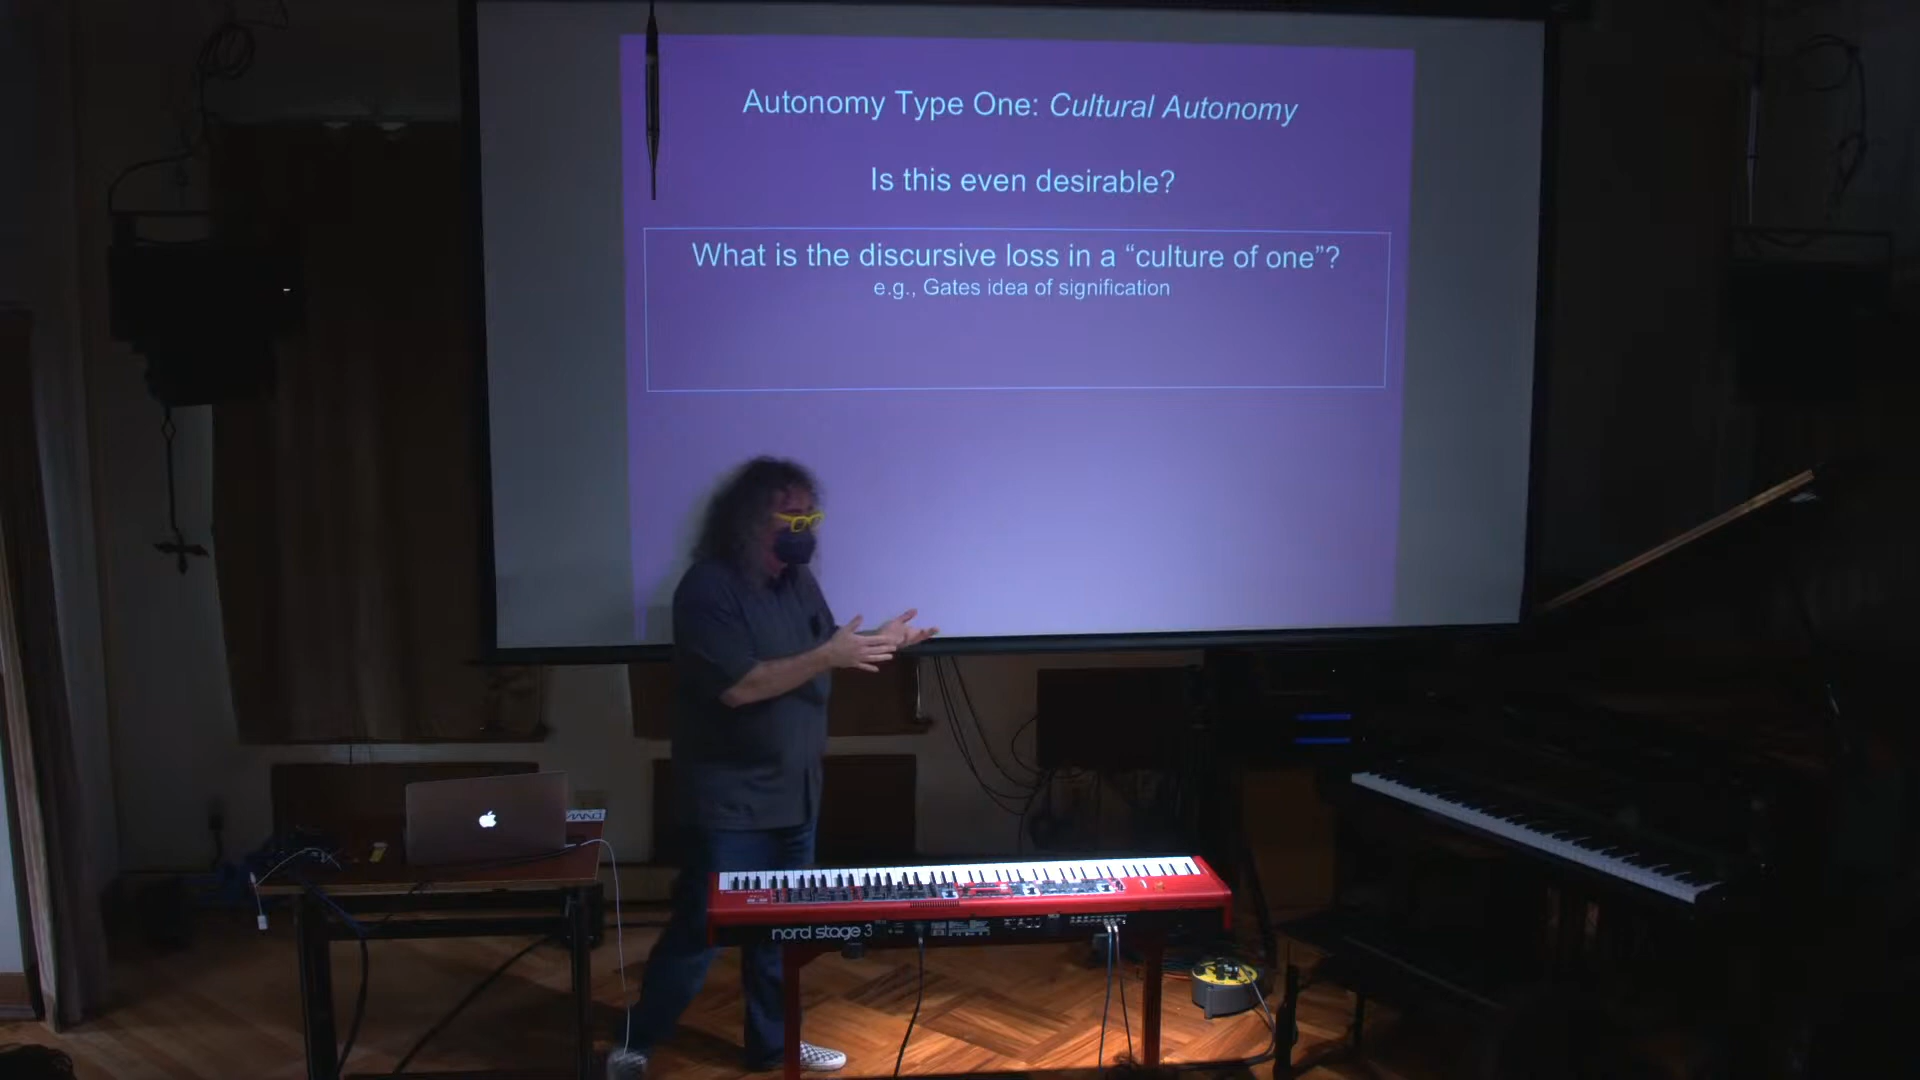 Autonomy Type One: Cultural Autonomy
Is this even desirable?
What is the discursive loss in a “culture of one”?
e.g., Gates idea of signification
nord stage 3